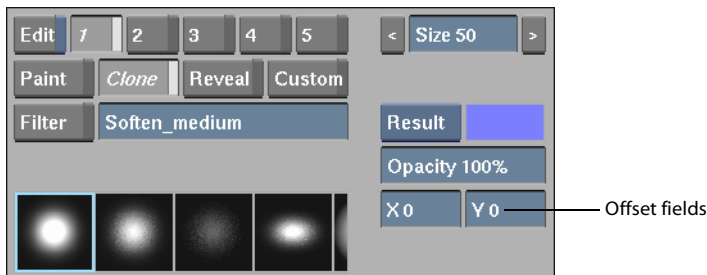 Edit 1 2 3 4 5 < Size 50 >
Paint Clone Reveal Custom
Filter Soften_medium Result
Opacity 100%
X 0 Y 0 Offset fields